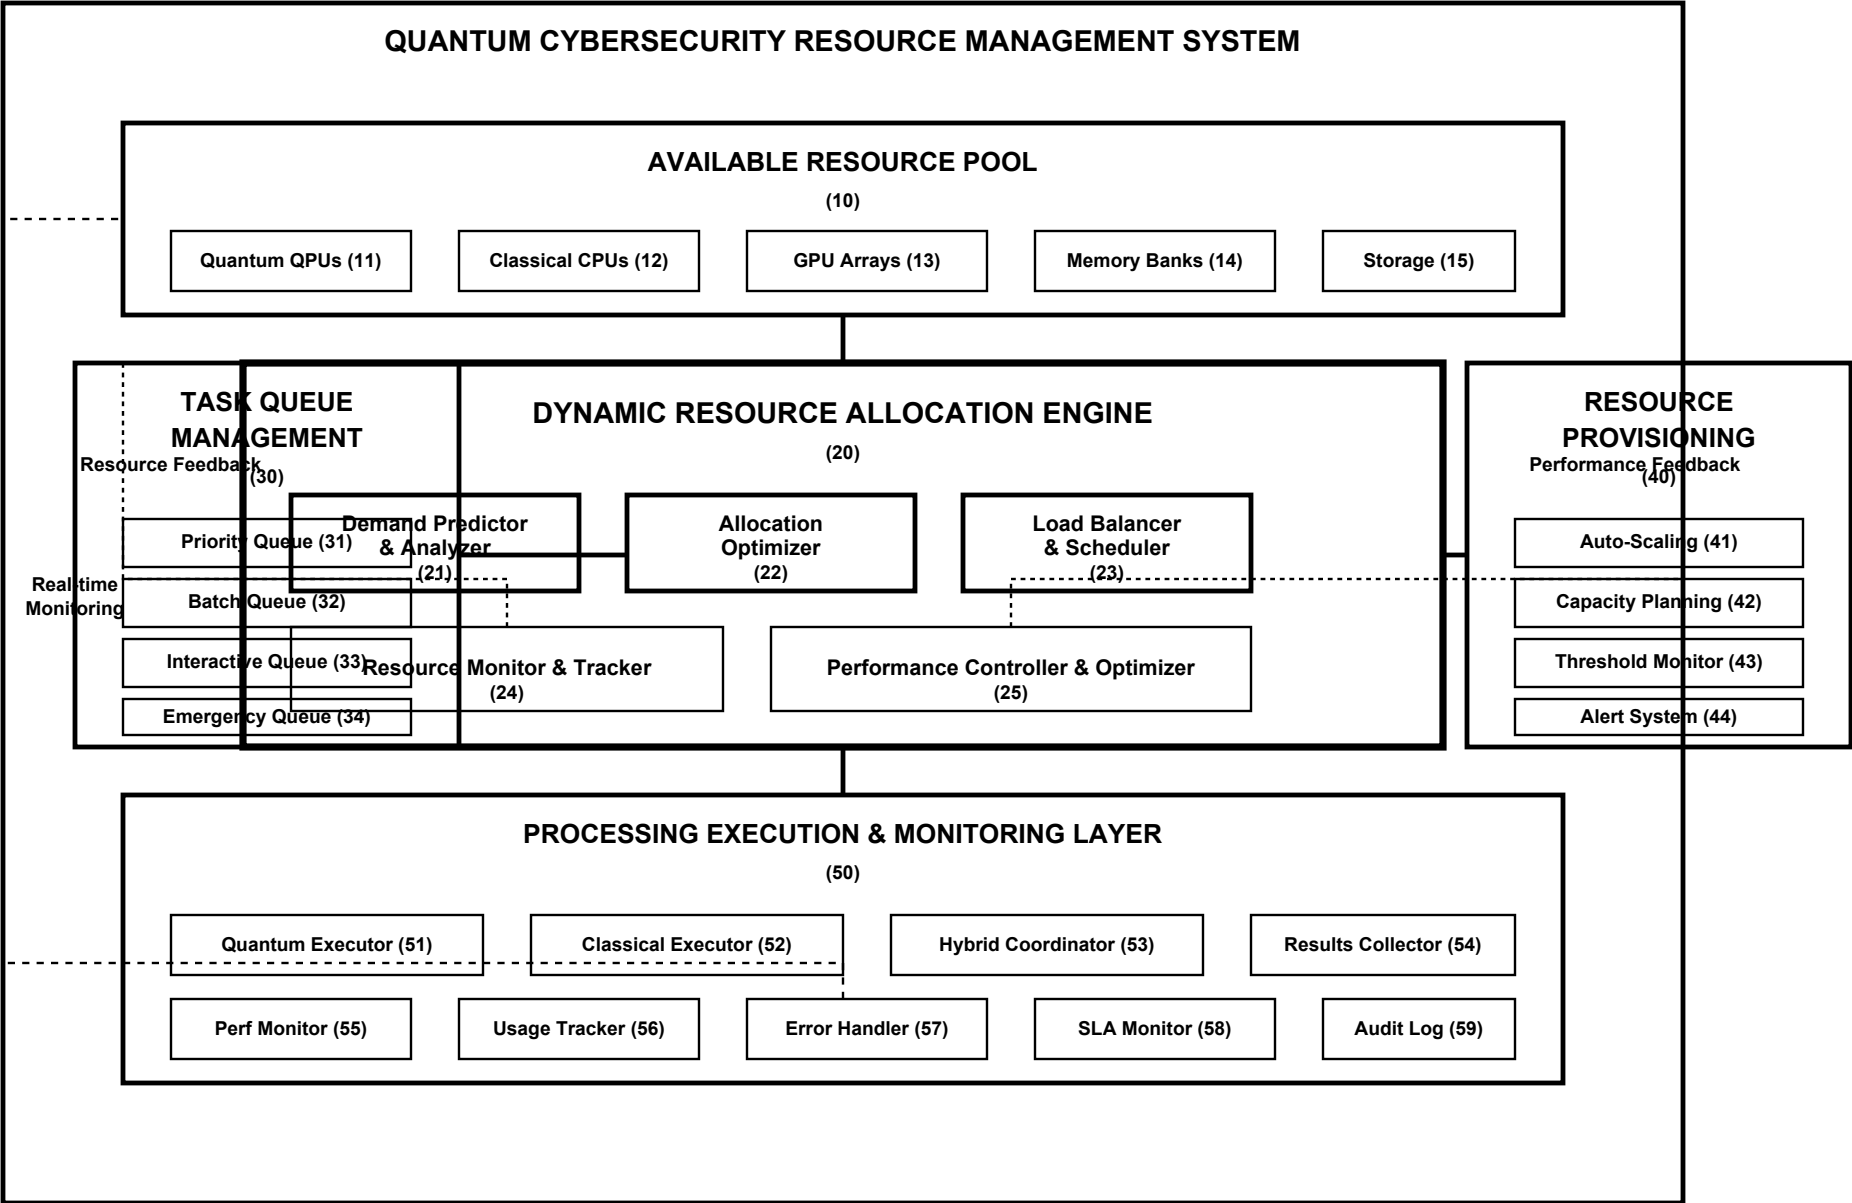 QUANTUM CYBERSECURITY RESOURCE MANAGEMENT SYSTEM
AVAILABLE RESOURCE POOL
(10)
Quantum QPUs (11)
Classical CPUs (12)
GPU Arrays (13)
Memory Banks (14)
Storage (15)
TASK QUEUE
MANAGEMENT
(30)
Resource Feedback
Priority Queue (31)
Real-time
Monitoring
Batch Queue (32)
Interactive Queue (33)
Emergency Queue (34)
DYNAMIC RESOURCE ALLOCATION ENGINE
(20)
Demand Predictor
& Analyzer
(21)
Allocation
Optimizer
(22)
Load Balancer
& Scheduler
(23)
Resource Monitor & Tracker
(24)
Performance Controller & Optimizer
(25)
RESOURCE
PROVISIONING
Performance Feedback
(40)
Auto-Scaling (41)
Capacity Planning (42)
Threshold Monitor (43)
Alert System (44)
PROCESSING EXECUTION & MONITORING LAYER
(50)
Quantum Executor (51)
Classical Executor (52)
Hybrid Coordinator (53)
Results Collector (54)
Perf Monitor (55)
Usage Tracker (56)
Error Handler (57)
SLA Monitor (58)
Audit Log (59)